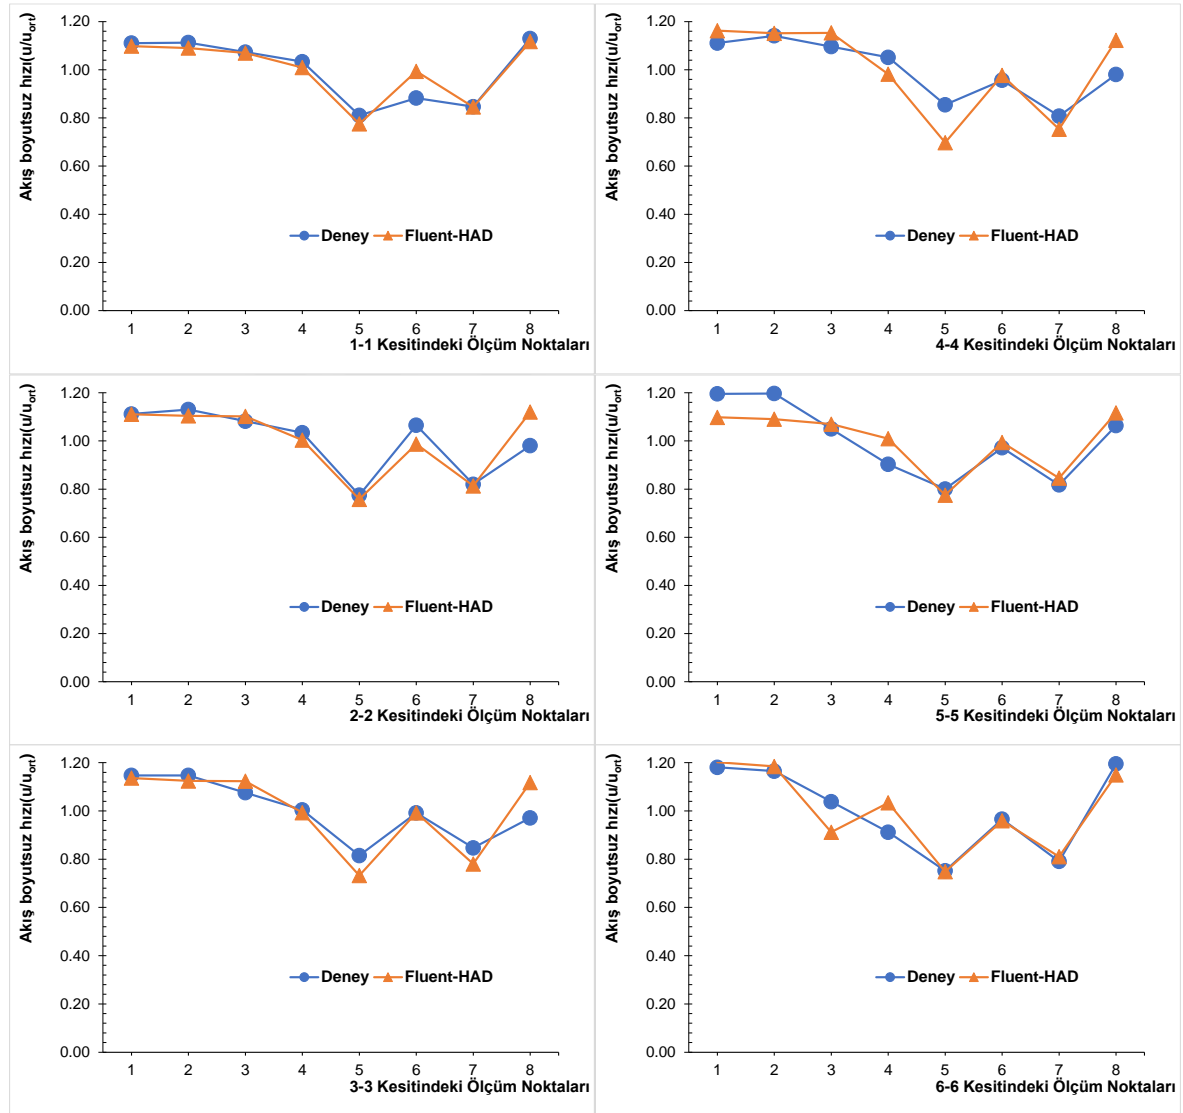 Akış boyutsuz hızı(u/uort)
1.20
1.00
0.80
0.60
0.40
0.20
0.00
Deney Fluent-HAD
1 2 3 4 5 6 7 8
1-1 Kesitindeki Ölçüm Noktaları
Akış boyutsuz hızı(u/uort)
1.20
1.00
0.80
0.60
0.40
0.20
0.00
Deney Fluent-HAD
1 2 3 4 5 6 7 8
4-4 Kesitindeki Ölçüm Noktaları
Akış boyutsuz hızı(u/uort)
1.20
1.00
0.80
0.60
0.40
0.20
0.00
Deney Fluent-HAD
1 2 3 4 5 6 7 8
2-2 Kesitindeki Ölçüm Noktaları
Akış boyutsuz hızı(u/uort)
1.20
1.00
0.80
0.60
0.40
0.20
0.00
Deney Fluent-HAD
1 2 3 4 5 6 7 8
5-5 Kesitindeki Ölçüm Noktaları
Akış boyutsuz hızı(u/uort)
1.20
1.00
0.80
0.60
0.40
0.20
0.00
Deney Fluent-HAD
1 2 3 4 5 6 7 8
3-3 Kesitindeki Ölçüm Noktaları
Akış boyutsuz hızı(u/uort)
1.20
1.00
0.80
0.60
0.40
0.20
0.00
Deney Fluent-HAD
1 2 3 4 5 6 7 8
6-6 Kesitindeki Ölçüm Noktaları